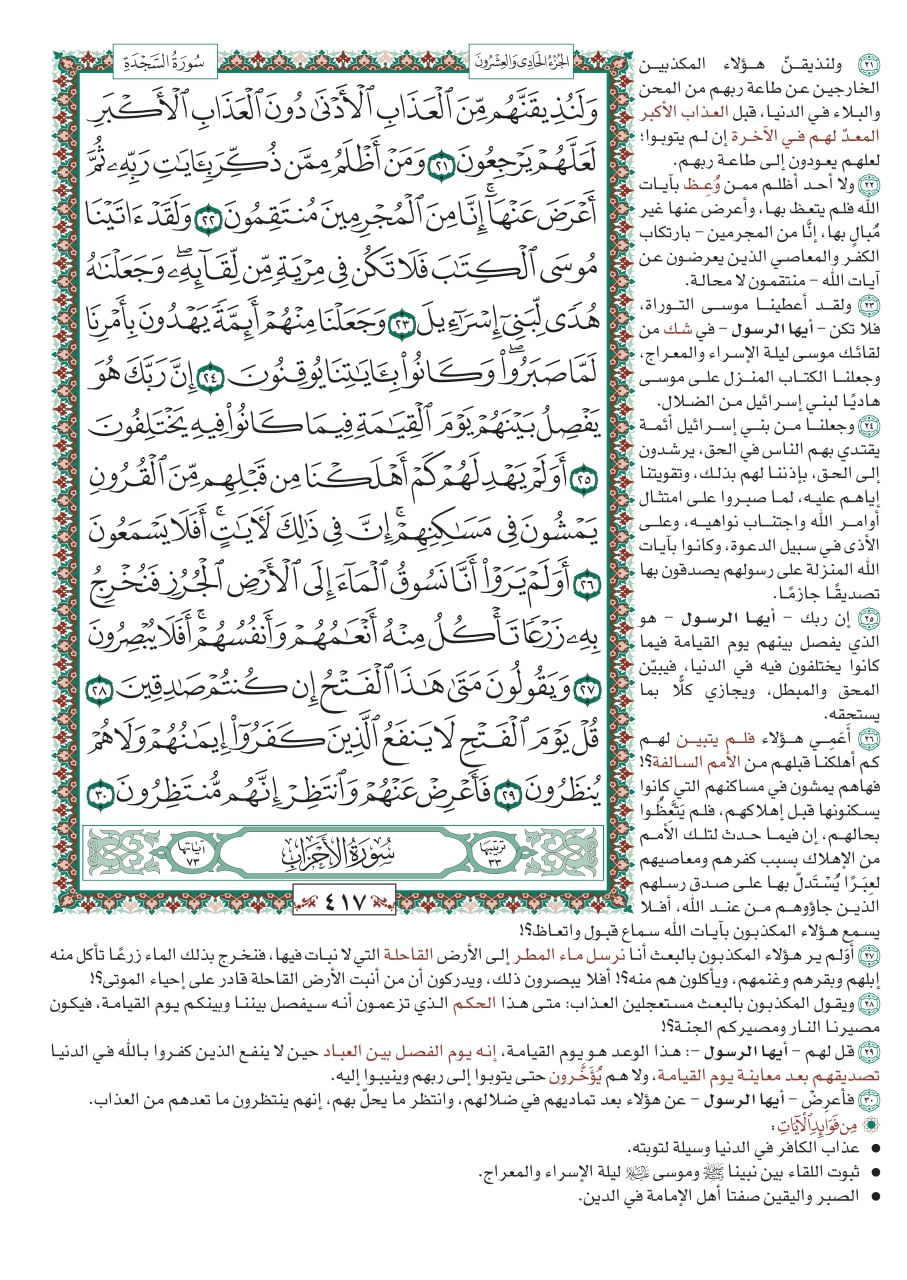 سُورَةُ السَّجْدَةِ
الجُزْءُ الحَادِي وَالعِشْرُونَ
وَلَنُذِيقَنَّهُم مِّنَ ٱلْعَذَابِ ٱلْأَدْنَىٰ دُونَ ٱلْعَذَابِ ٱلْأَكْبَرِ
لَعَلَّهُمْ يَرْجِعُونَ ٢١ وَمَنْ أَظْلَمُ مِمَّن ذُكِّرَ بِـَٔايَٰتِ رَبِّهِۦ ثُمَّ
أَعْرَضَ عَنْهَآ ۚ إِنَّا مِنَ ٱلْمُجْرِمِينَ مُنتَقِمُونَ ٢٢ وَلَقَدْ ءَاتَيْنَا
مُوسَى ٱلْكِتَٰبَ فَلَا تَكُن فِى مِرْيَةٍ مِّن لِّقَآئِهِۦ ۖ وَجَعَلْنَٰهُ
هُدًى لِّبَنِىٓ إِسْرَٰٓءِيلَ ٢٣ وَجَعَلْنَا مِنْهُمْ أَئِمَّةً يَهْدُونَ بِأَمْرِنَا
لَمَّا صَبَرُوا۟ ۖ وَكَانُوا۟ بِـَٔايَٰتِنَا يُوقِنُونَ ٢٤ إِنَّ رَبَّكَ هُوَ
يَفْصِلُ بَيْنَهُمْ يَوْمَ ٱلْقِيَٰمَةِ فِيمَا كَانُوا۟ فِيهِ يَخْتَلِفُونَ
٢٥ أَوَلَمْ يَهْدِ لَهُمْ كَمْ أَهْلَكْنَا مِن قَبْلِهِم مِّنَ ٱلْقُرُونِ
يَمْشُونَ فِى مَسَٰكِنِهِمْ ۚ إِنَّ فِى ذَٰلِكَ لَأٓيَٰتٍ ۖ أَفَلَا يَسْمَعُونَ
٢٦ أَوَلَمْ يَرَوْا۟ أَنَّا نَسُوقُ ٱلْمَآءَ إِلَى ٱلْأَرْضِ ٱلْجُرُزِ فَنُخْرِجُ
بِهِۦ زَرْعًا تَأْكُلُ مِنْهُ أَنْعَٰمُهُمْ وَأَنفُسُهُمْ ۚ أَفَلَا يُبْصِرُونَ
٢٧ وَيَقُولُونَ مَتَىٰ هَٰذَا ٱلْفَتْحُ إِن كُنتُمْ صَٰدِقِينَ ٢٨
قُلْ يَوْمَ ٱلْفَتْحِ لَا يَنفَعُ ٱلَّذِينَ كَفَرُوٓا۟ إِيمَٰنُهُمْ وَلَا هُمْ
يُنظَرُونَ ٢٩ فَأَعْرِضْ عَنْهُمْ وَٱنتَظِرْ إِنَّهُم مُّنتَظِرُونَ ٣٠
تَرْتِيبُهَا ٣٣ سُورَةُ الأَحْزَابِ آيَاتُهَا ٧٣
٤١٧
٢١ ولنذيقنّ هؤلاء المكذبين
الخارجين عن طاعة ربهم من المحن
والبلاء في الدنيا، قبل العذاب الأكبر
المعدّ لهم في الآخرة إن لم يتوبوا؛
لعلهم يعودون إلى طاعة ربهم.
٢٢ ولا أحد أظلم ممن وُعِظ بآيات
الله فلم يتعظ بها، وأعرض عنها غير
مُبالٍ بها، إنَّا من المجرمين - بارتكاب
الكفر والمعاصي الذين يعرضون عن
آيات الله - منتقمون لا محالة.
٢٣ ولقد أعطينا موسى التوراة،
فلا تكن - أيها الرسول - في شك من
لقائك موسى ليلة الإسراء والمعراج،
وجعلنا الكتاب المنزل على موسى
هاديًا لبني إسرائيل من الضلال.
٢٤ وجعلنا من بني إسرائيل أئمة
يقتدي بهم الناس في الحق، يرشدون
إلى الحق، بإذننا لهم بذلك، وتقويتنا
إياهم عليه، لما صبروا على امتثال
أوامر الله واجتناب نواهيه، وعلى
الأذى في سبيل الدعوة، وكانوا بآيات
الله المنزلة على رسولهم يصدقون بها
تصديقًا جازمًا.
٢٥ إن ربك - أيها الرسول - هو
الذي يفصل بينهم يوم القيامة فيما
كانوا يختلفون فيه في الدنيا، فيبيّن
المحق والمبطل، ويجازي كلًّا بما
يستحقه.
٢٦ أَعَمِي هؤلاء فلم يتبين لهم
كم أهلكنا قبلهم من الأمم السالفة؟!
فهاهم يمشون في مساكنهم التي كانوا
يسكنونها قبل إهلاكهم، فلم يَتَّعِظُوا
بحالهم، إن فيما حدث لتلك الأمم
من الإهلاك بسبب كفرهم ومعاصيهم
لعِبَرًا يُسْتَدلّ بها على صدق رسلهم
الذين جاؤوهم من عند الله، أفلا
يسمع هؤلاء المكذبون بآيات الله سماع قبول واتعاظ؟!
٢٧ أَوَلم ير هؤلاء المكذبون بالبعث أنا نرسل ماء المطر إلى الأرض القاحلة التي لا نبات فيها، فنخرج بذلك الماء زرعًا تأكل منه
إبلهم وبقرهم وغنمهم، ويأكلون هم منه؟! أفلا يبصرون ذلك، ويدركون أن من أنبت الأرض القاحلة قادر على إحياء الموتى؟!
٢٨ ويقول المكذبون بالبعث مستعجلين العذاب: متى هذا الحكم الذي تزعمون أنه سيفصل بيننا وبينكم يوم القيامة، فيكون
مصيرنا النار ومصيركم الجنة؟!
٢٩ قل لهم - أيها الرسول -: هذا الوعد هو يوم القيامة، إنه يوم الفصل بين العباد حين لا ينفع الذين كفروا بالله في الدنيا
تصديقهم بعد معاينة يوم القيامة، ولا هم يُؤَخَّرون حتى يتوبوا إلى ربهم وينيبوا إليه.
٣٠ فأعرِضْ - أيها الرسول - عن هؤلاء بعد تماديهم في ضلالهم، وانتظر ما يحلّ بهم، إنهم ينتظرون ما تعدهم من العذاب.
مِن فَوَائِدِ الْآيَاتِ:
• عذاب الكافر في الدنيا وسيلة لتوبته.
• ثبوت اللقاء بين نبينا ﷺ وموسى عليه السلام ليلة الإسراء والمعراج.
• الصبر واليقين صفتا أهل الإمامة في الدين.